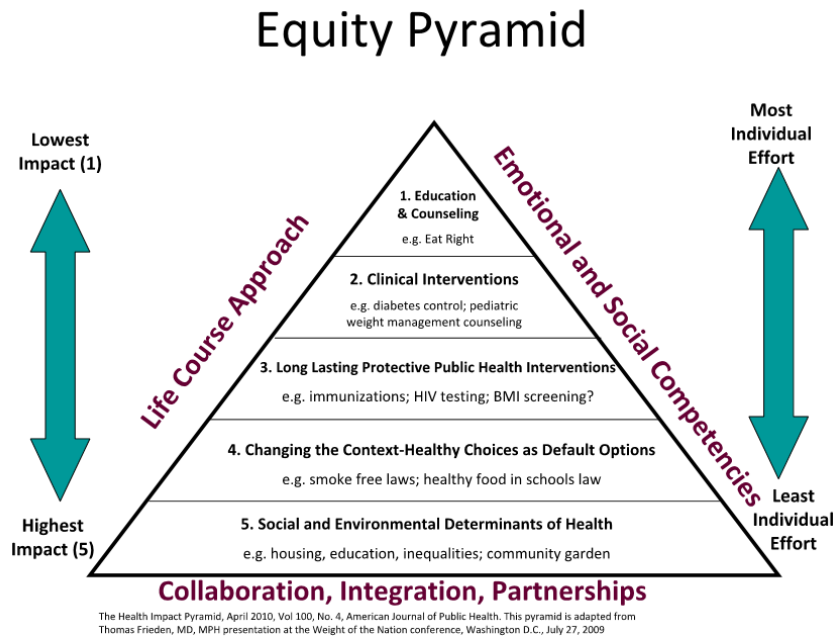 Equity Pyramid
Lowest
Impact (1)
Most
Individual
Effort
Life Course Approach
Emotional and Social Competencies
1. Education
& Counseling
e.g. Eat Right
2. Clinical Interventions
e.g. diabetes control; pediatric
weight management counseling
3. Long Lasting Protective Public Health Interventions
e.g. immunizations; HIV testing; BMI screening?
4. Changing the Context-Healthy Choices as Default Options
e.g. smoke free laws; healthy food in schools law
5. Social and Environmental Determinants of Health
e.g. housing, education, inequalities; community garden
Highest
Impact (5)
Least
Individual
Effort
Collaboration, Integration, Partnerships
The Health Impact Pyramid, April 2010, Vol 100, No. 4, American Journal of Public Health. This pyramid is adapted from
Thomas Frieden, MD, MPH presentation at the Weight of the Nation conference, Washington D.C., July 27, 2009